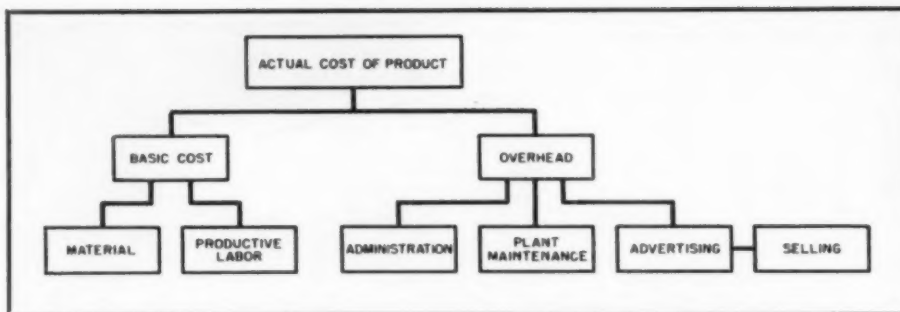 ACTUAL COST OF PRODUCT
BASIC COST
OVERHEAD
MATERIAL
PRODUCTIVE
LABOR
ADMINISTRATION
PLANT
MAINTENANCE
ADVERTISING
SELLING